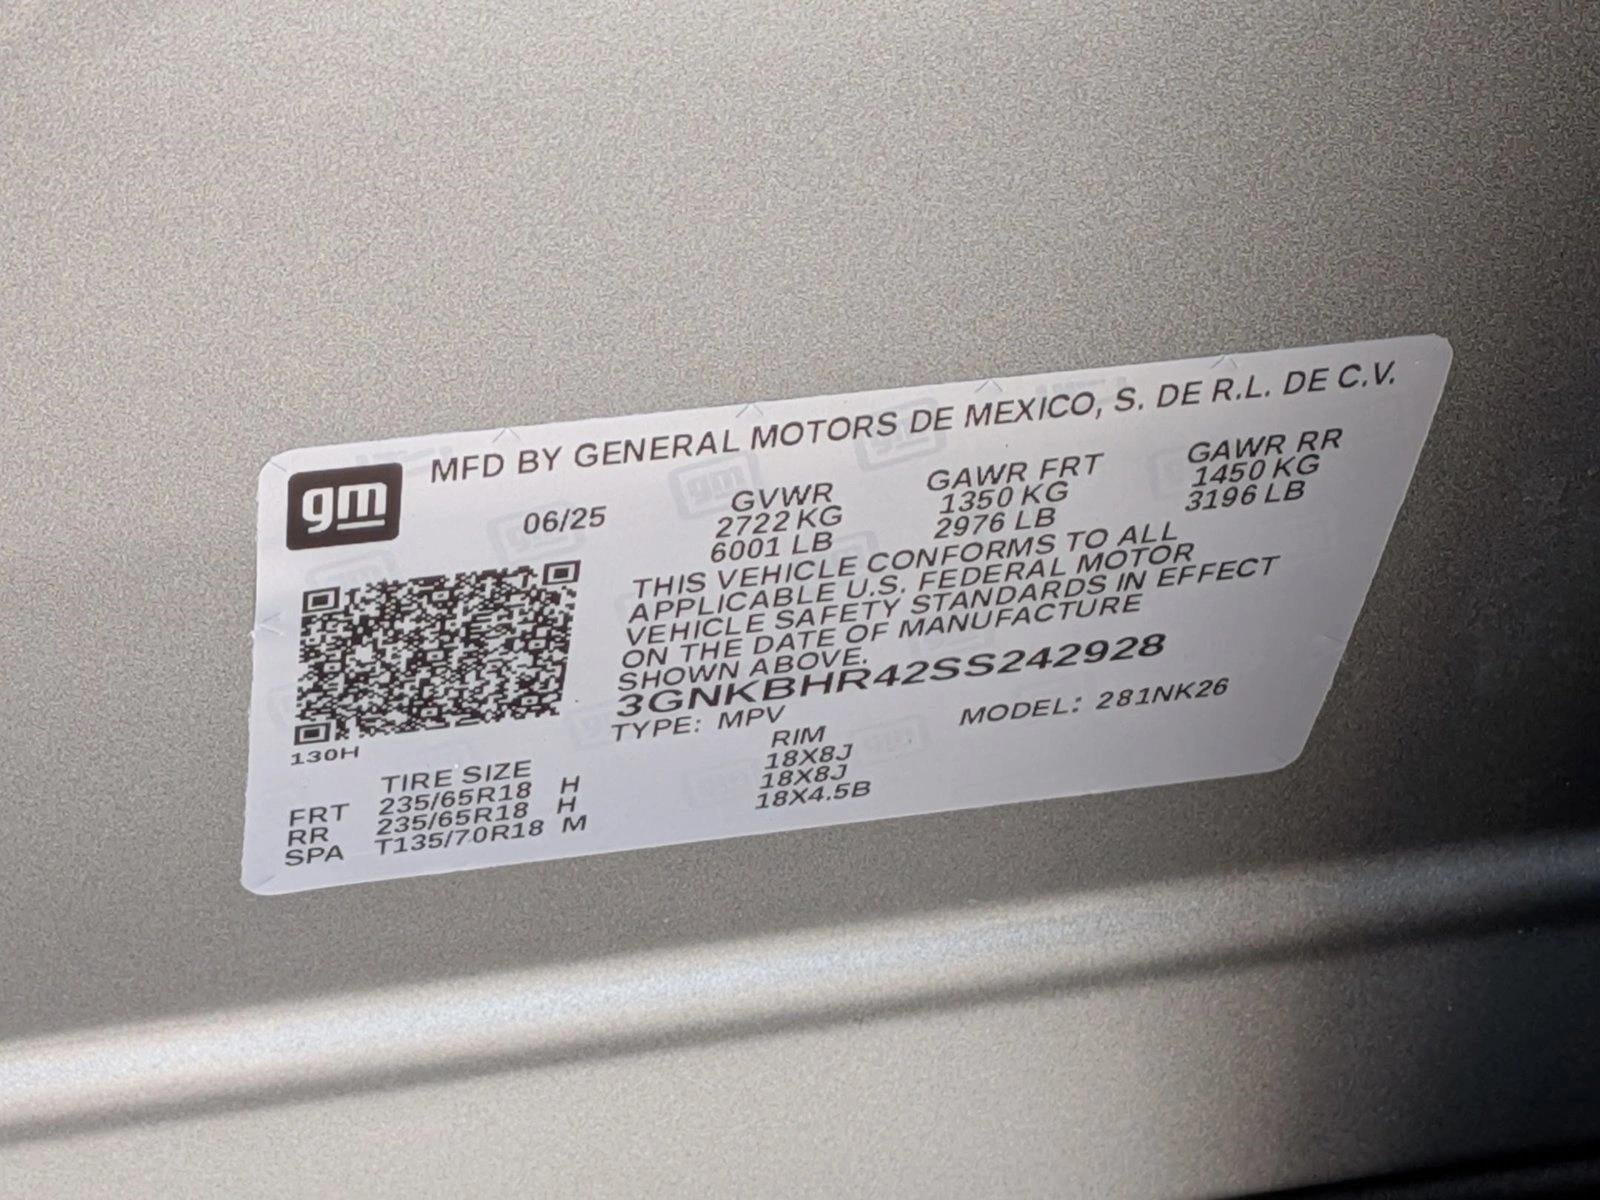 gm
MFD BY GENERAL MOTORS DE MEXICO, S. DE R.L. DE C.V.
06/25
GVWR
2722 KG
6001 LB
GAWR FRT
1350 KG
2976 LB
GAWR RR
1450 KG
3196 LB
THIS VEHICLE CONFORMS TO ALL
APPLICABLE U.S. FEDERAL MOTOR
VEHICLE SAFETY STANDARDS IN EFFECT
ON THE DATE OF MANUFACTURE
SHOWN ABOVE.
3GNKBHR42SS242928
TYPE: MPV
MODEL: 281NK26
130H
TIRE SIZE
RIM
FRT 235/65R18 H 18X8J
RR 235/65R18 H 18X8J
SPA T135/70R18 M 18X4.5B